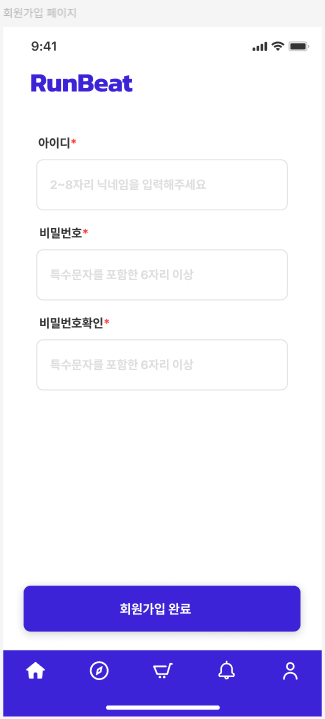 회원가입 페이지
9:41
RunBeat
아이디*
2~8자리 닉네임을 입력해주세요
비밀번호*
특수문자를 포함한 6자리 이상
비밀번호확인*
특수문자를 포함한 6자리 이상
회원가입 완료